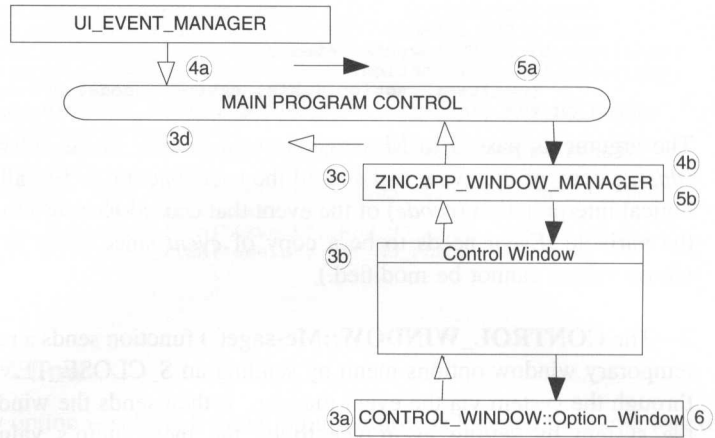 UI_EVENT_MANAGER
4a
5a
MAIN PROGRAM CONTROL
3d
3c
ZINCAPP_WINDOW_MANAGER
4b
5b
3b
Control Window
3a
CONTROL_WINDOW::Option_Window
6